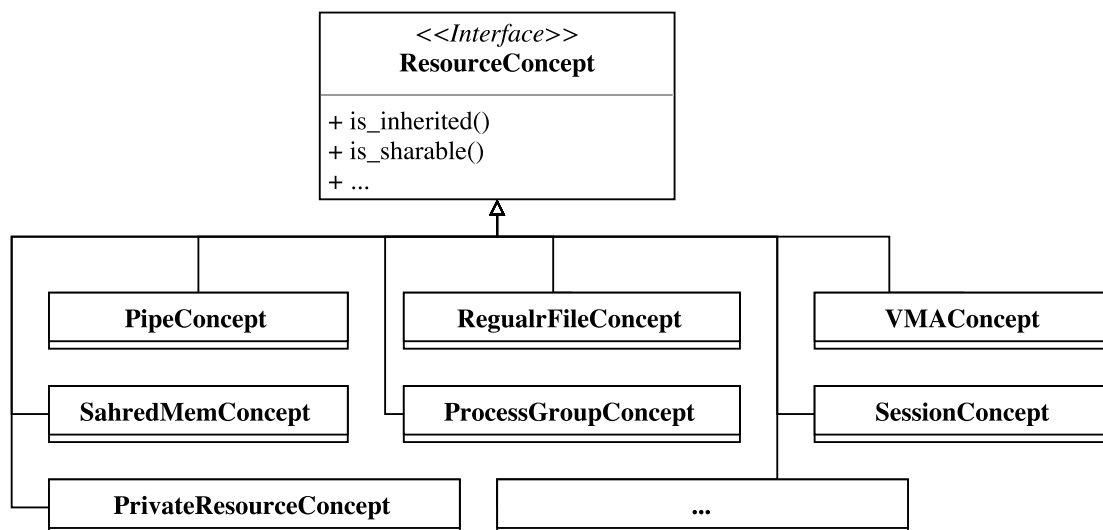 <<Interface>>
ResourceConcept
+ is_inherited()
+ is_sharable()
+ ...
PipeConcept
RegualrFileConcept
VMAConcept
SahredMemConcept
ProcessGroupConcept
SessionConcept
PrivateResourceConcept
...